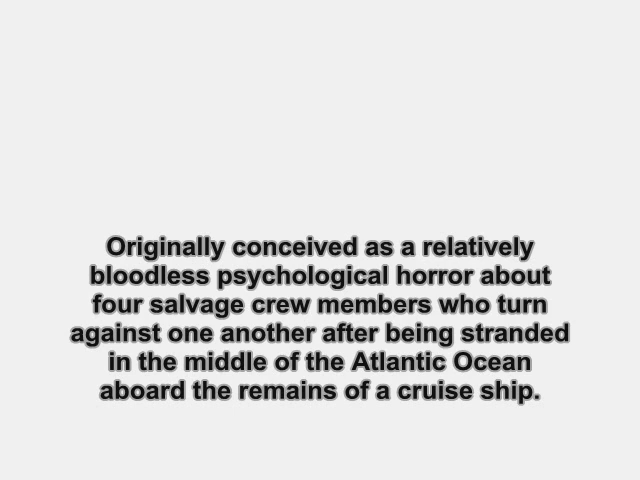 Originally conceived as a relatively
bloodless psychological horror about
four salvage crew members who turn
against one another after being stranded
in the middle of the Atlantic Ocean
aboard the remains of a cruise ship.